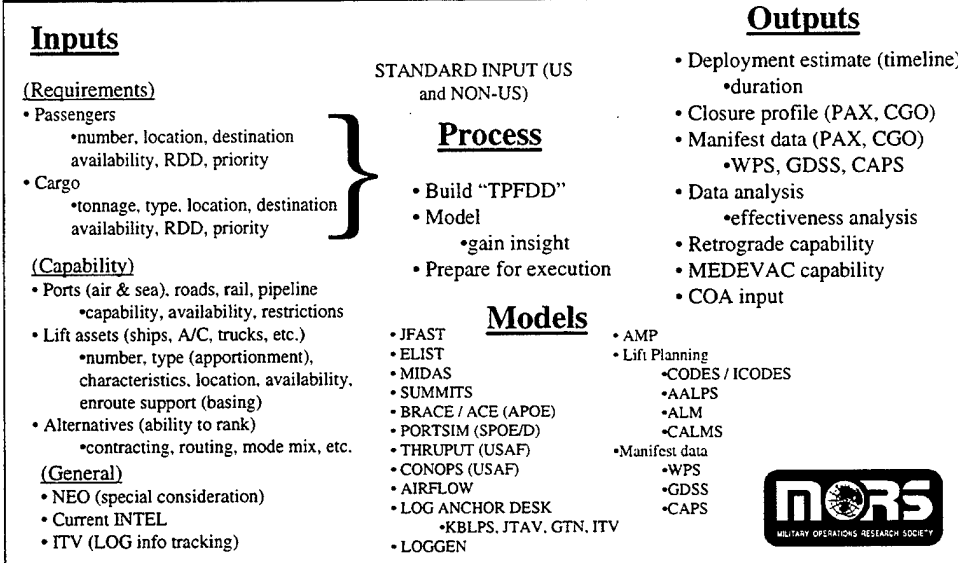 Inputs
(Requirements)
• Passengers
•number, location, destination
availability, RDD, priority
• Cargo
•tonnage, type, location, destination
availability, RDD, priority
(Capability)
• Ports (air & sea), roads, rail, pipeline
•capability, availability, restrictions
• Lift assets (ships, A/C, trucks, etc.)
•number, type (apportionment),
characteristics, location, availability,
enroute support (basing)
• Alternatives (ability to rank)
•contracting, routing, mode mix, etc.
(General)
• NEO (special consideration)
• Current INTEL
• ITV (LOG info tracking)
STANDARD INPUT (US
and NON-US)
Process
• Build “TPFDD”
• Model
•gain insight
• Prepare for execution
Outputs
• Deployment estimate (timeline)
•duration
• Closure profile (PAX, CGO)
• Manifest data (PAX, CGO)
•WPS, GDSS, CAPS
• Data analysis
•effectiveness analysis
• Retrograde capability
• MEDEVAC capability
• COA input
Models
• JFAST
• ELIST
• MIDAS
• SUMMITS
• BRACE / ACE (APOE)
• PORTSIM (SPOE/D)
• THRUPUT (USAF)
• CONOPS (USAF)
• AIRFLOW
• LOG ANCHOR DESK
•KBLPS, JTAV, GTN, ITV
• LOGGEN
• AMP
• Lift Planning
•CODES / ICODES
•AALPS
•ALM
•CALMS
•Manifest data
•WPS
•GDSS
•CAPS
MORS
MILITARY OPERATIONS RESEARCH SOCIETY